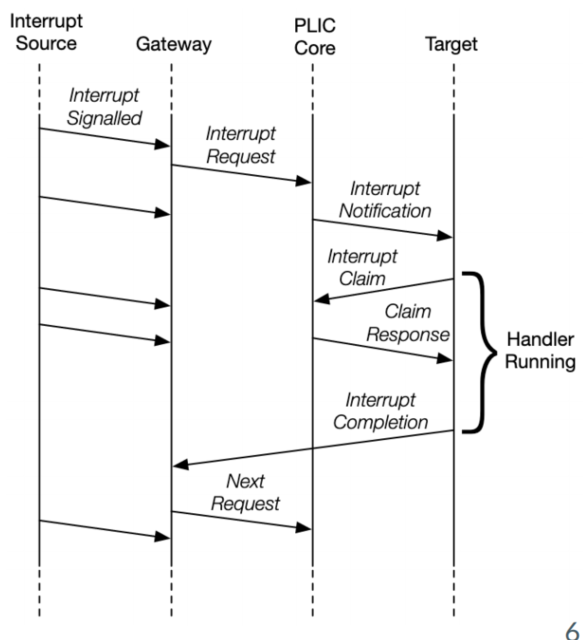 Interrupt
Source
Gateway
PLIC
Core
Target
Interrupt
Signalled
Interrupt
Request
Interrupt
Notification
Interrupt
Claim
Claim
Response
Handler
Running
Interrupt
Completion
Next
Request
6